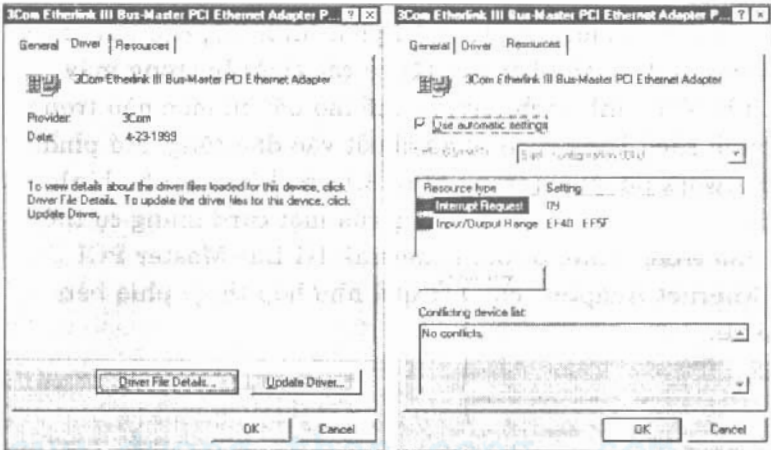 3Com Etherlink III Bus-Master PCI Ethernet Adapter P...
General Driver Resources
3Com Etherlink III Bus-Master PCI Ethernet Adapter
Provider: 3Com
Date: 4-23-1999
To view details about the driver files loaded for this device, click
Driver File Details. To update the driver files for this device, click
Update Driver.
Driver File Details...
Update Driver...
OK
Cancel
3Com Etherlink III Bus-Master PCI Ethernet Adapter P...
General Driver Resources
3Com Etherlink III Bus-Master PCI Ethernet Adapter
Use automatic settings
Resource type Setting
Interrupt Request 09
Input/Output Range EF40 - EF5F
Conflicting device list:
No conflicts.
OK
Cancel